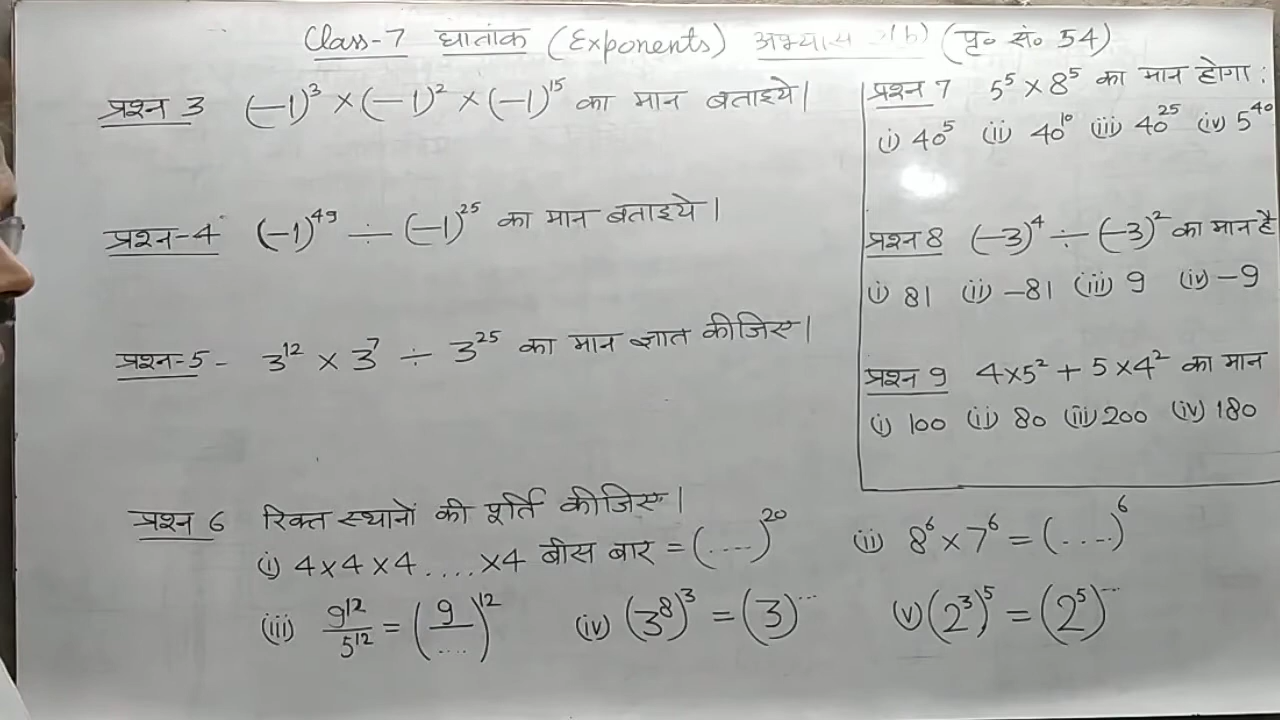 Class-7 घातांक (Exponents) अभ्यास (b) (पृ० सं० 54)
प्रश्न 3 (-1)³ × (-1)² × (-1)¹⁵ का मान बताइये।
प्रश्न-4 (-1)⁴⁹ ÷ (-1)²⁵ का मान बताइये।
प्रश्न-5 - 3¹² × 3⁷ ÷ 3²⁵ का मान ज्ञात कीजिए।
प्रश्न 6 रिक्त स्थानों की पूर्ति कीजिए।
(i) 4×4×4....×4 बीस बार = (....)²⁰ (ii) 8⁶ × 7⁶ = (....)⁶
(iii) 9¹²/5¹² = (9/....)¹² (iv) (3⁸)³ = (3)^... (v) (2³)⁵ = (2⁵)^...
प्रश्न 7 5⁵ × 8⁵ का मान होगा :
(i) 40⁵ (ii) 40¹⁰ (iii) 40²⁵ (iv) 5⁴⁰
प्रश्न 8 (-3)⁴ ÷ (-3)² का मान है
(i) 81 (ii) -81 (iii) 9 (iv) -9
प्रश्न 9 4×5² + 5×4² का मान
(i) 100 (ii) 80 (iii) 200 (iv) 180